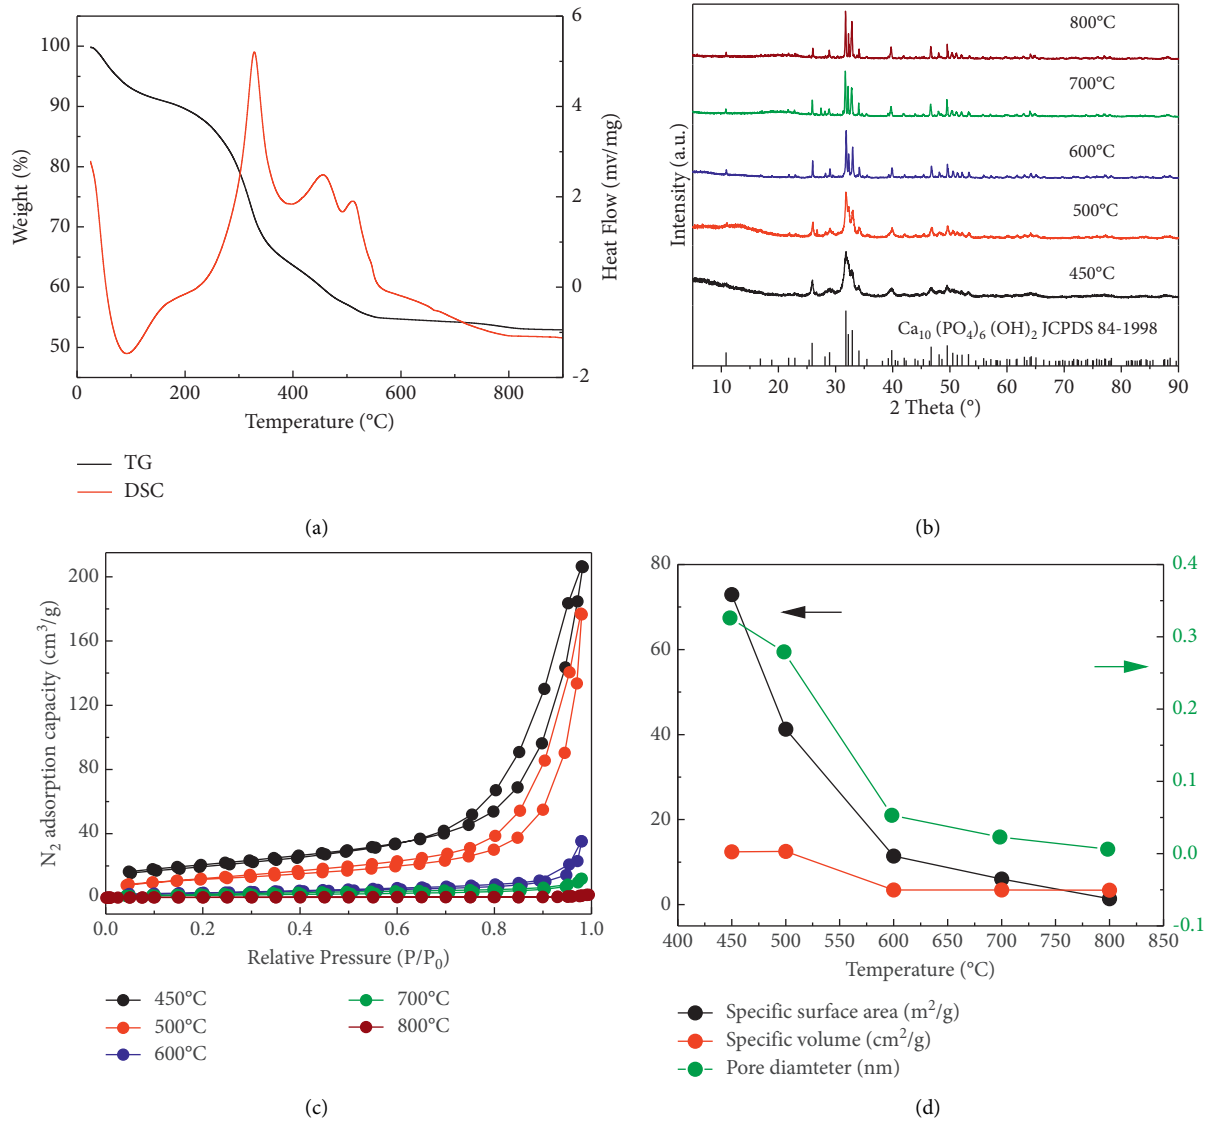 100
90
80
70
60
50
Weight (%)
6
4
2
0
-2
Heat Flow (mv/mg)
0 200 400 600 800
Temperature (°C)
TG
DSC
(a)
Intensity (a.u.)
800°C
700°C
600°C
500°C
450°C
Ca10 (PO4)6 (OH)2 JCPDS 84-1998
10 20 30 40 50 60 70 80 90
2 Theta (°)
(b)
200
160
120
80
40
0
N2 adsorption capacity (cm3/g)
0.0 0.2 0.4 0.6 0.8 1.0
Relative Pressure (P/P0)
450°C
500°C
600°C
700°C
800°C
(c)
80
60
40
20
0
0.4
0.3
0.2
0.1
0.0
-0.1
400 450 500 550 600 650 700 750 800 850
Temperature (°C)
Specific surface area (m2/g)
Specific volume (cm2/g)
Pore diamteter (nm)
(d)